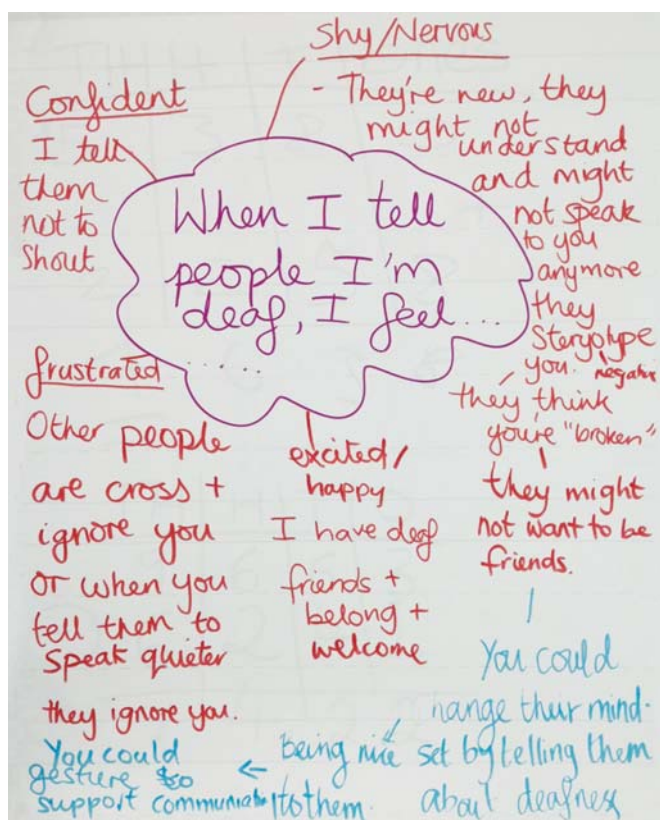 When I tell
people I'm
deaf, I feel....
......
Confident
I tell
them
not to
shout
Shy/Nervous
- They're new, they
might not
understand
and might
not speak
to you
anymore
they
Steryotype
you.
they think
you're "broken"
they might
not want to be
friends.
You could
hange their mind-
set by telling them
about deafness
being nice
to them.
You could
gesture to
support
frustrated
Other people
are cross +
ignore you
or when you
tell them to
speak quieter
they ignore you.
excited/
happy
I have deaf
friends +
belong +
welcome